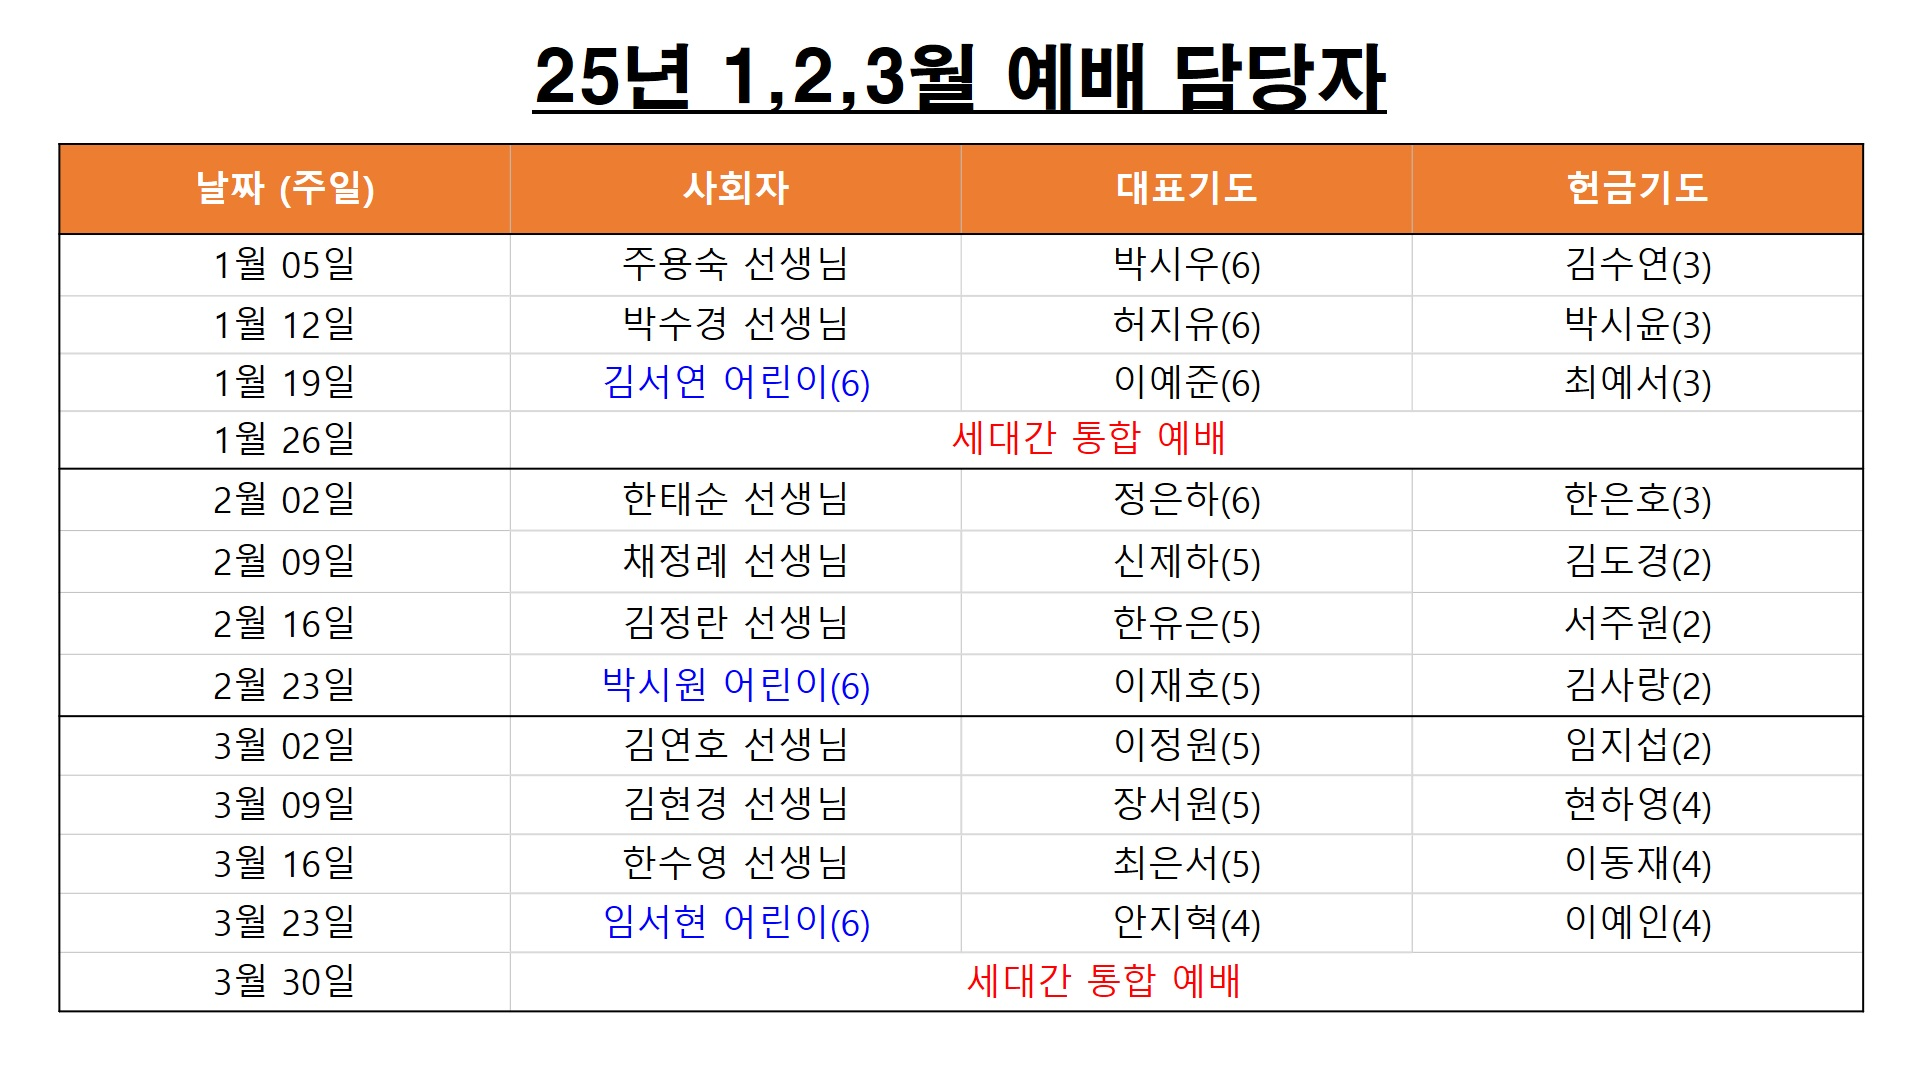 25년 1,2,3월 예배 담당자
날짜 (주일) 사회자 대표기도 헌금기도
1월 05일 주용숙 선생님 박시우(6) 김수연(3)
1월 12일 박수경 선생님 허지유(6) 박시윤(3)
1월 19일 김서연 어린이(6) 이예준(6) 최예서(3)
1월 26일 세대간 통합 예배
2월 02일 한태순 선생님 정은하(6) 한은호(3)
2월 09일 채정례 선생님 신제하(5) 김도경(2)
2월 16일 김정란 선생님 한유은(5) 서주원(2)
2월 23일 박시원 어린이(6) 이재호(5) 김사랑(2)
3월 02일 김연호 선생님 이정원(5) 임지섭(2)
3월 09일 김현경 선생님 장서원(5) 현하영(4)
3월 16일 한수영 선생님 최은서(5) 이동재(4)
3월 23일 임서현 어린이(6) 안지혁(4) 이예인(4)
3월 30일 세대간 통합 예배